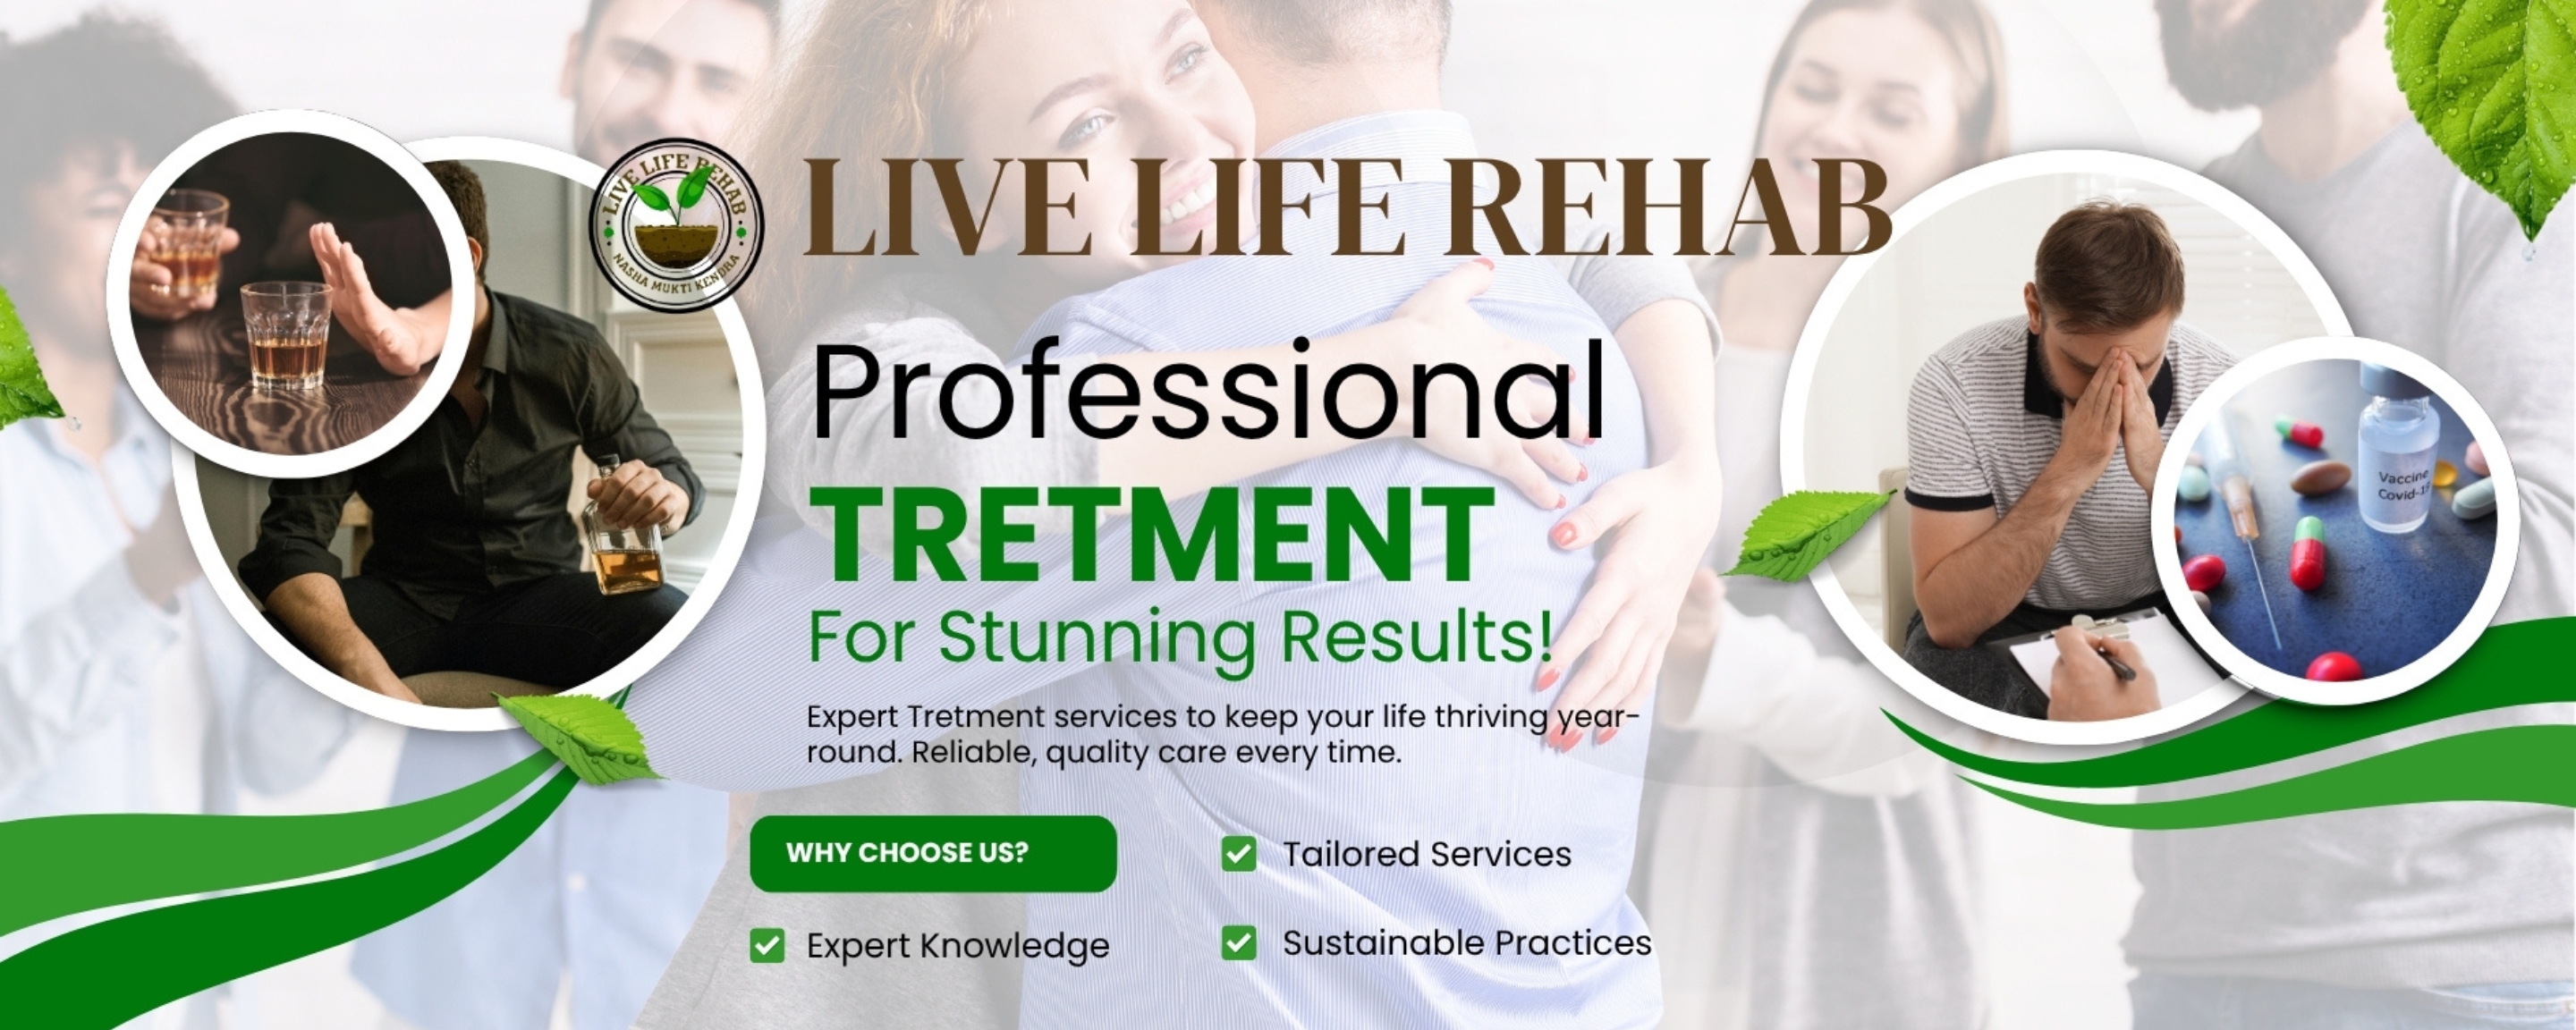 LIVE LIFE REHAB
NASHA MUKTI KENDRA
LIVE LIFE REHAB
Professional
TRETMENT
For Stunning Results!
Expert Tretment services to keep your life thriving year-
round. Reliable, quality care every time.
WHY CHOOSE US?
Tailored Services
Expert Knowledge
Sustainable Practices
Vaccine
Covid-19